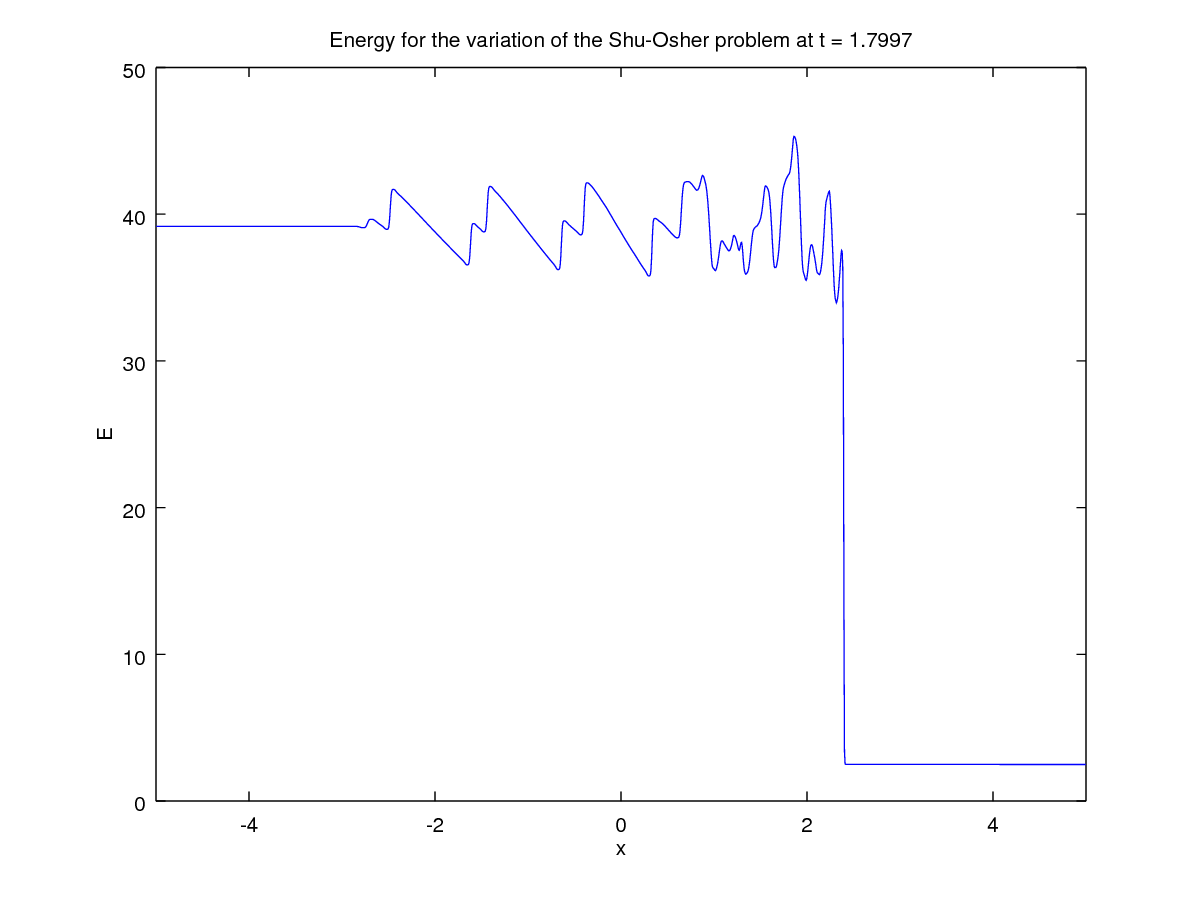 Energy for the variation of the Shu-Osher problem at t = 1.7997
50
40
30
20
10
0
E
-4 -2 0 2 4
x